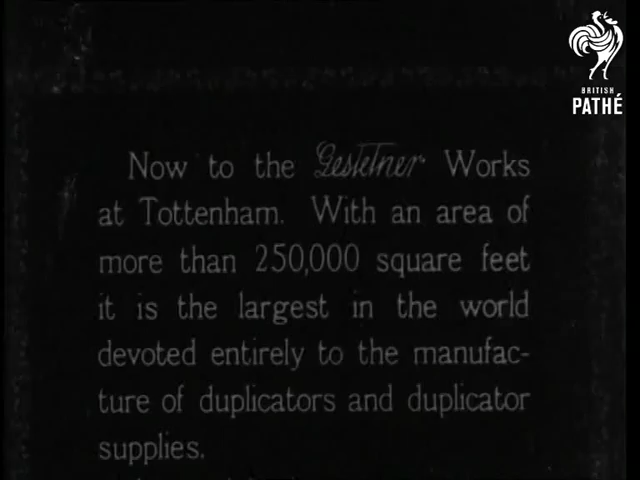 BRITISH
PATHÉ
Now to the Gestetner Works
at Tottenham. With an area of
more than 250,000 square feet
it is the largest in the world
devoted entirely to the manufac-
ture of duplicators and duplicator
supplies.